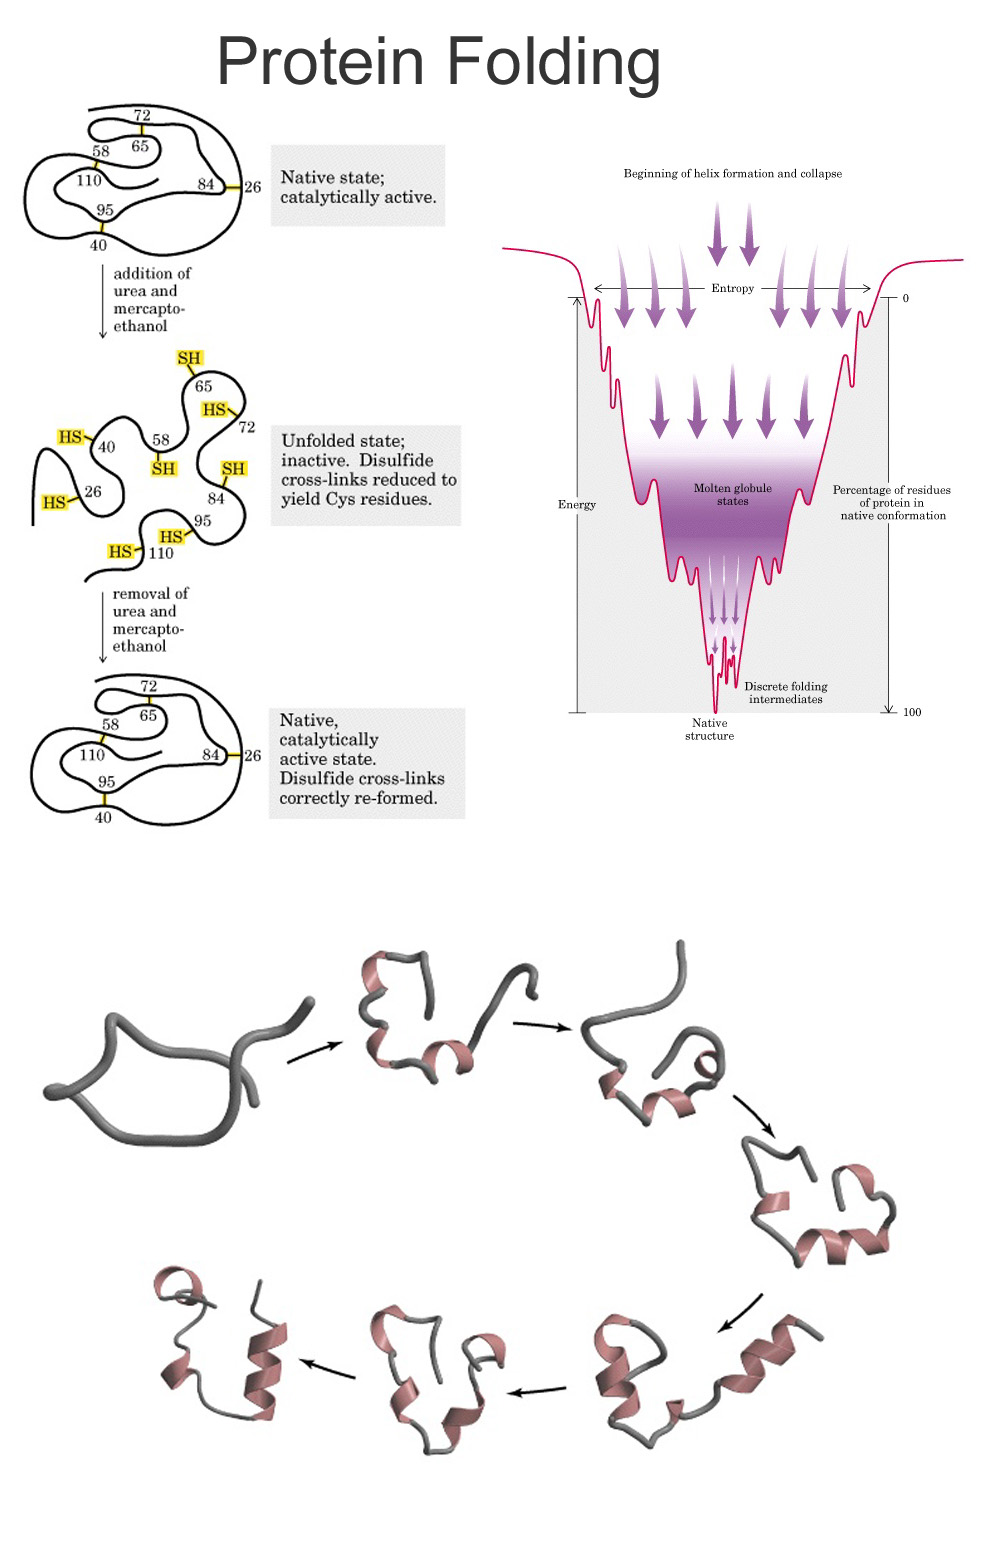 Protein Folding
72
65
58
110
84
26
95
40
Native state;
catalytically active.
addition of
urea and
mercapto-
ethanol
SH
65
HS
72
HS
40
58
SH
SH
84
HS
26
95
HS
HS
110
Unfolded state;
inactive. Disulfide
cross-links reduced to
yield Cys residues.
removal of
urea and
mercapto-
ethanol
72
65
58
110
84
26
95
40
Native,
catalytically
active state.
Disulfide cross-links
correctly re-formed.
Beginning of helix formation and collapse
Entropy
0
Energy
Molten globule
states
Percentage of residues
of protein in
native conformation
Discrete folding
intermediates
100
Native
structure